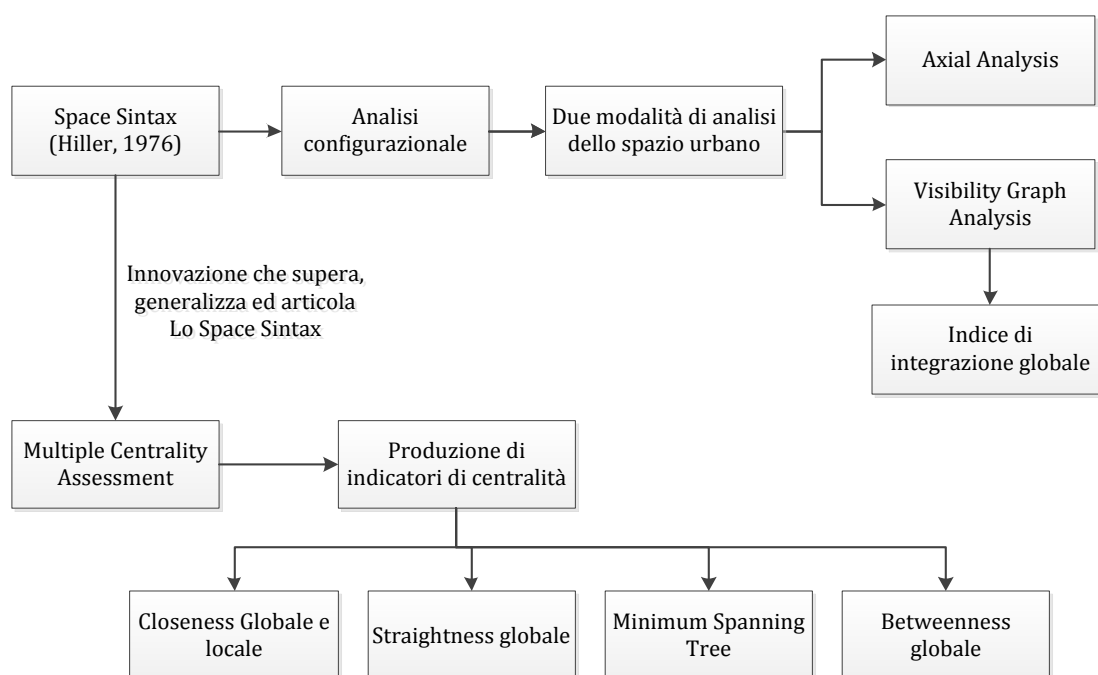 Axial Analysis
Space Sintax
(Hiller, 1976)
Analisi
configurazionale
Due modalità di analisi
dello spazio urbano
Visibility Graph
Analysis
Innovazione che supera,
generalizza ed articola
Lo Space Sintax
Indice di
integrazione globale
Multiple Centrality
Assessment
Produzione di
indicatori di centralità
Closeness Globale e
locale
Straightness globale
Minimum Spanning
Tree
Betweenness
globale